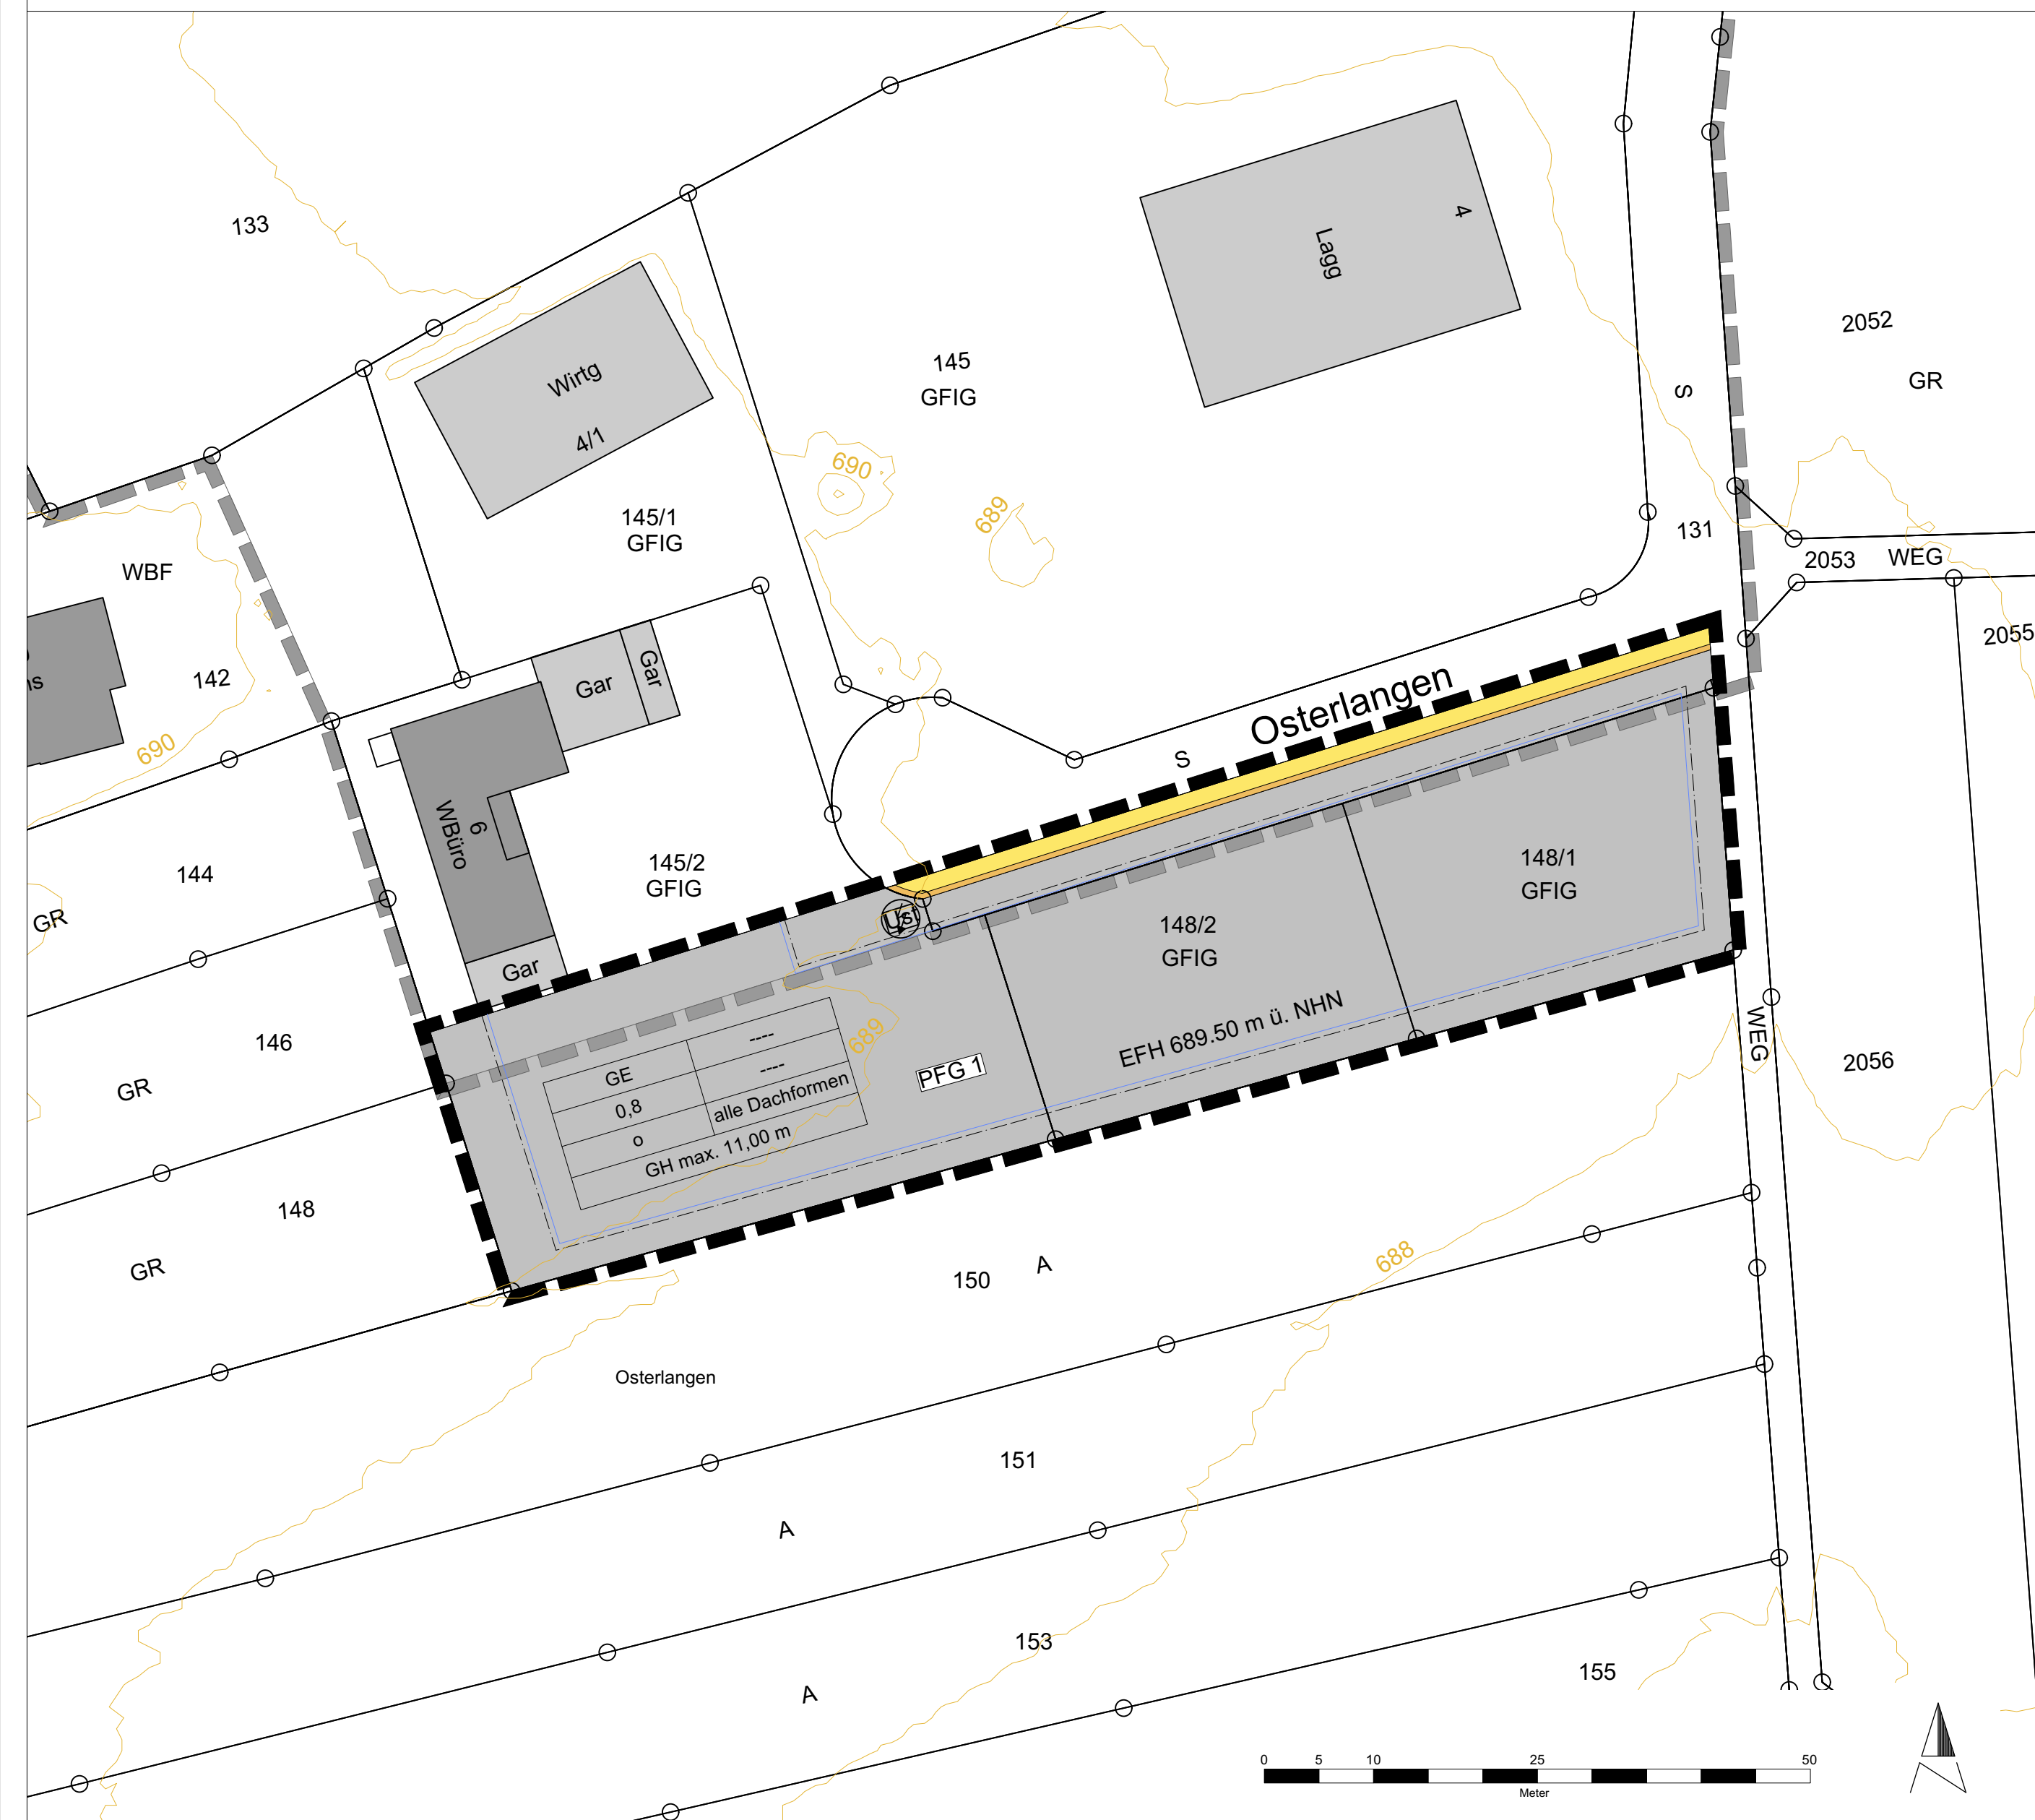 133
4
Lagg
2052
GR
145
GFIG
Wirtg
4/1
S
690
689
145/1
GFIG
131
2053
WEG
WBF
2055
142
Gar
Gar
690
Osterlangen
S
6
WBüro
145/2
GFIG
144
148/1
GFIG
GR
Ust
148/2
GFIG
Gar
EFH 689.50 m ü. NHN
WEG
146
689
2056
GR
GE
----
0,8
----
o
alle Dachformen
GH max. 11,00 m
PFG 1
148
GR
150
A
688
Osterlangen
151
A
153
155
A
0 5 10 25 50
Meter